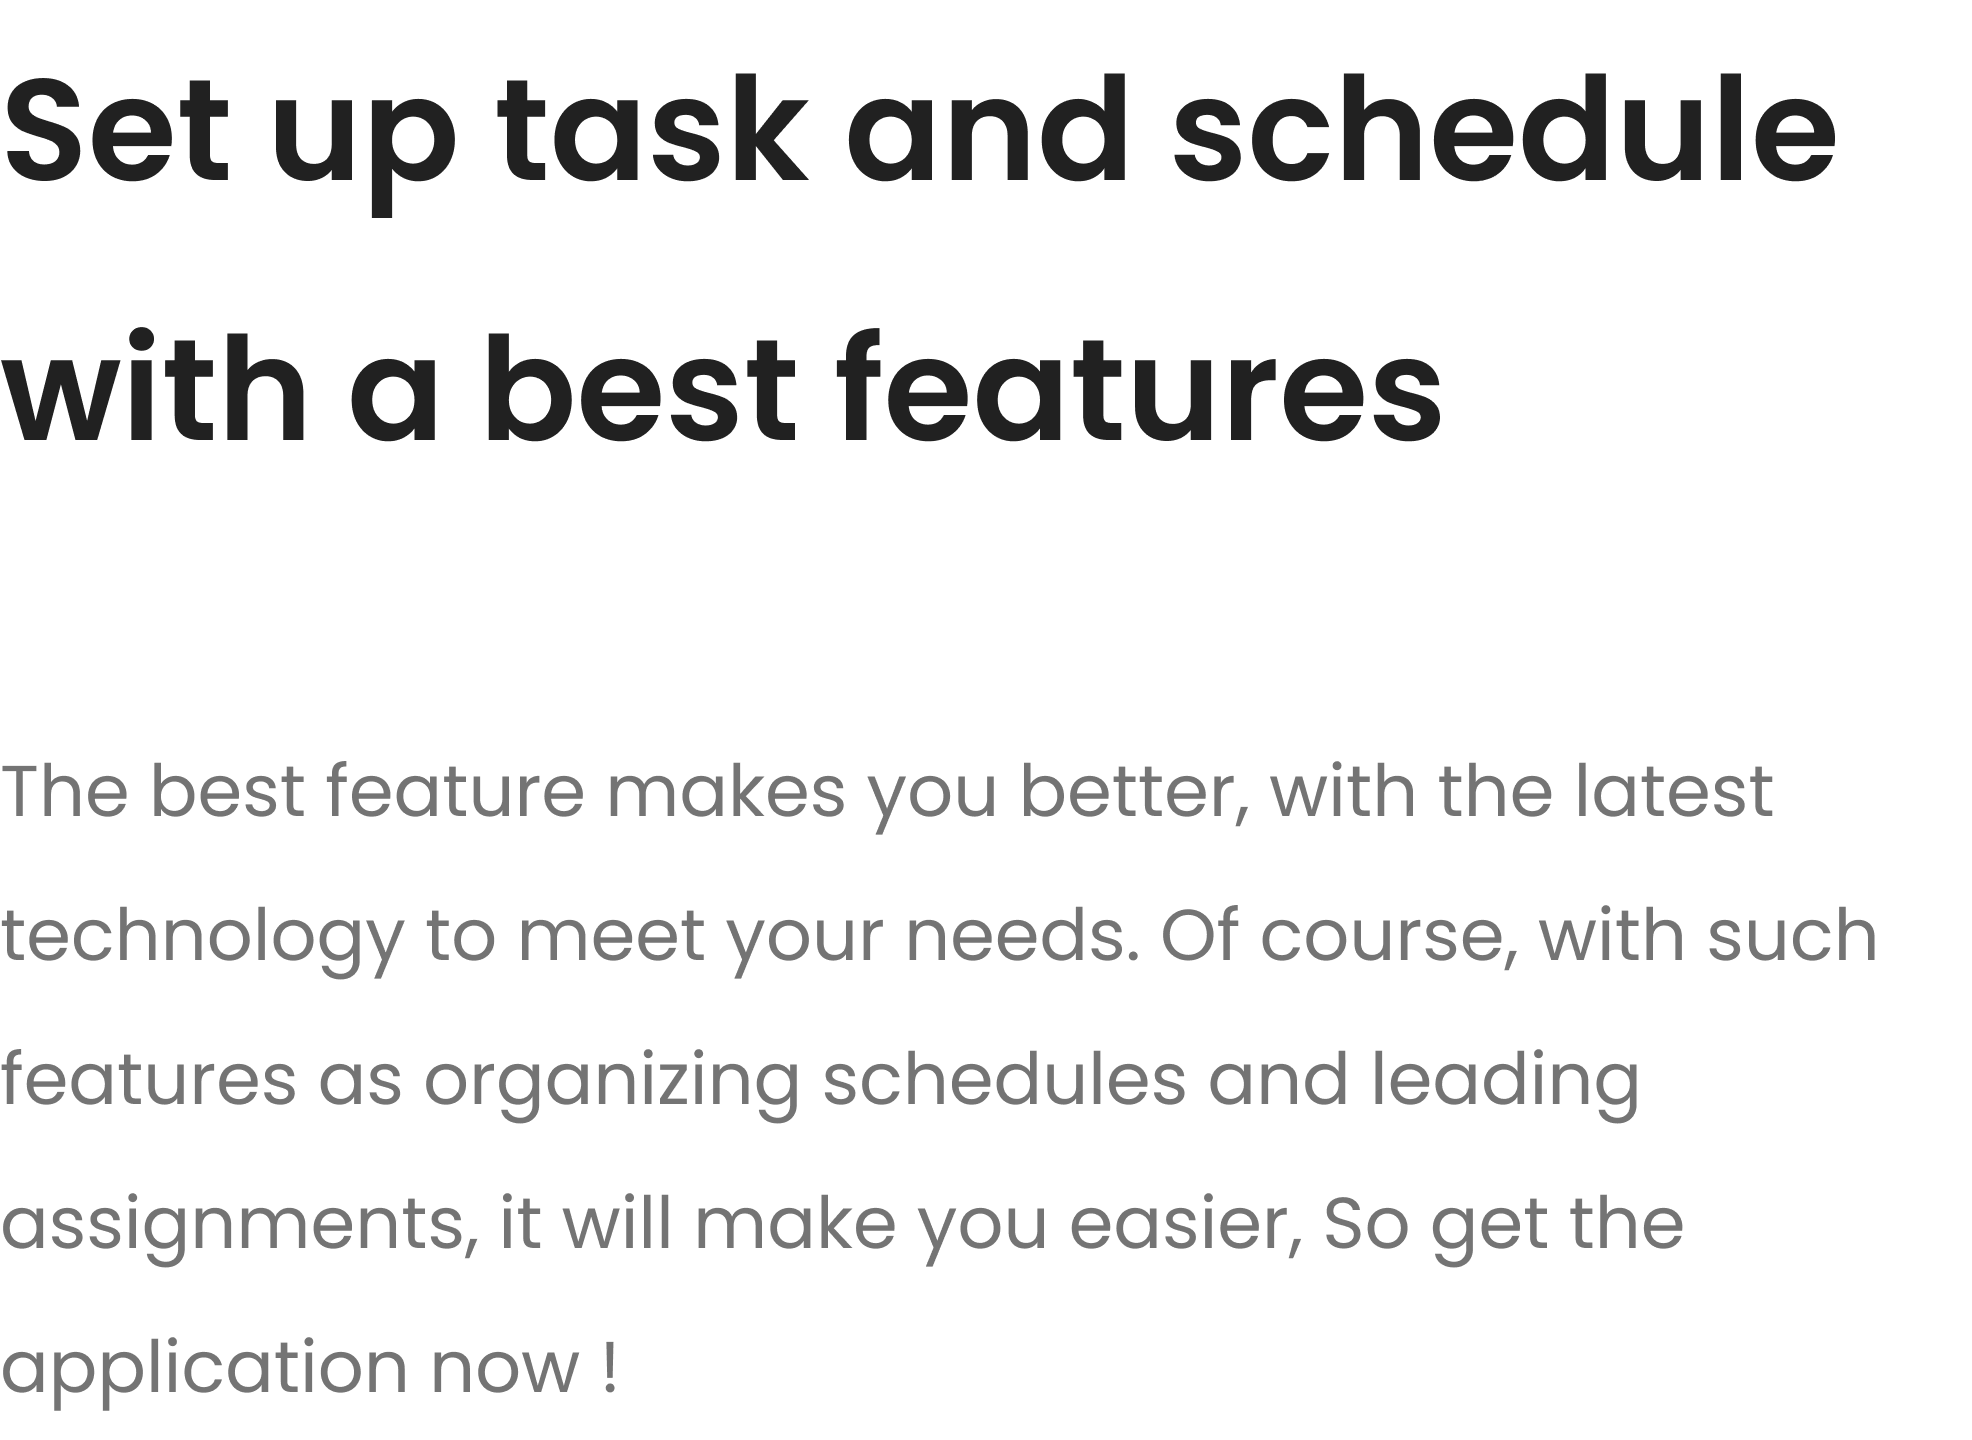 Set up task and schedule
with a best features
The best feature makes you better, with the latest
technology to meet your needs. Of course, with such
features as organizing schedules and leading
assignments, it will make you easier, So get the
application now !